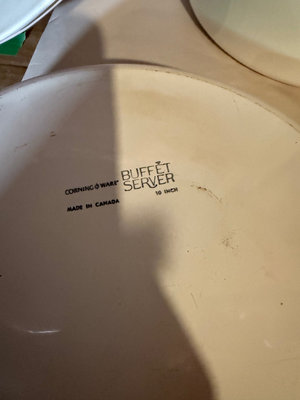 CORNING WARE® BUFFET SERVER
MADE IN CANADA 10 INCH